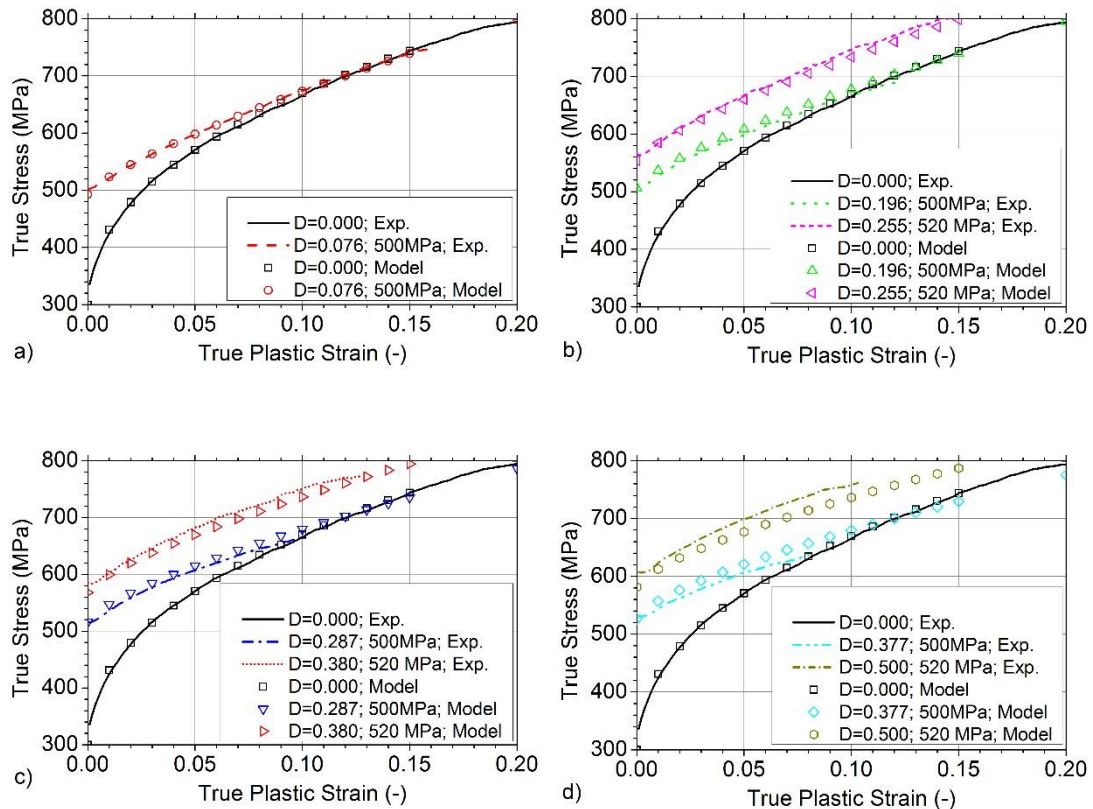 800
700
600
500
400
300
True Stress (MPa)
D=0.000; Exp.
D=0.076; 500MPa; Exp.
D=0.000; Model
D=0.076; 500MPa; Model
0.00 0.05 0.10 0.15 0.20
a) True Plastic Strain (-)
800
700
600
500
400
300
True Stress (MPa)
D=0.000; Exp.
D=0.196; 500MPa; Exp.
D=0.255; 520 MPa; Exp.
D=0.000; Model
D=0.196; 500MPa; Model
D=0.255; 520 MPa; Model
0.00 0.05 0.10 0.15 0.20
b) True Plastic Strain (-)
800
700
600
500
400
300
True Stress (MPa)
D=0.000; Exp.
D=0.287; 500MPa; Exp.
D=0.380; 520 MPa; Exp.
D=0.000; Model
D=0.287; 500MPa; Model
D=0.380; 520 MPa; Model
0.00 0.05 0.10 0.15 0.20
c) True Plastic Strain (-)
800
700
600
500
400
300
True Stress (MPa)
D=0.000; Exp.
D=0.377; 500MPa; Exp.
D=0.500; 520 MPa; Exp.
D=0.000; Model
D=0.377; 500MPa; Model
D=0.500; 520 MPa; Model
0.00 0.05 0.10 0.15 0.20
d) True Plastic Strain (-)